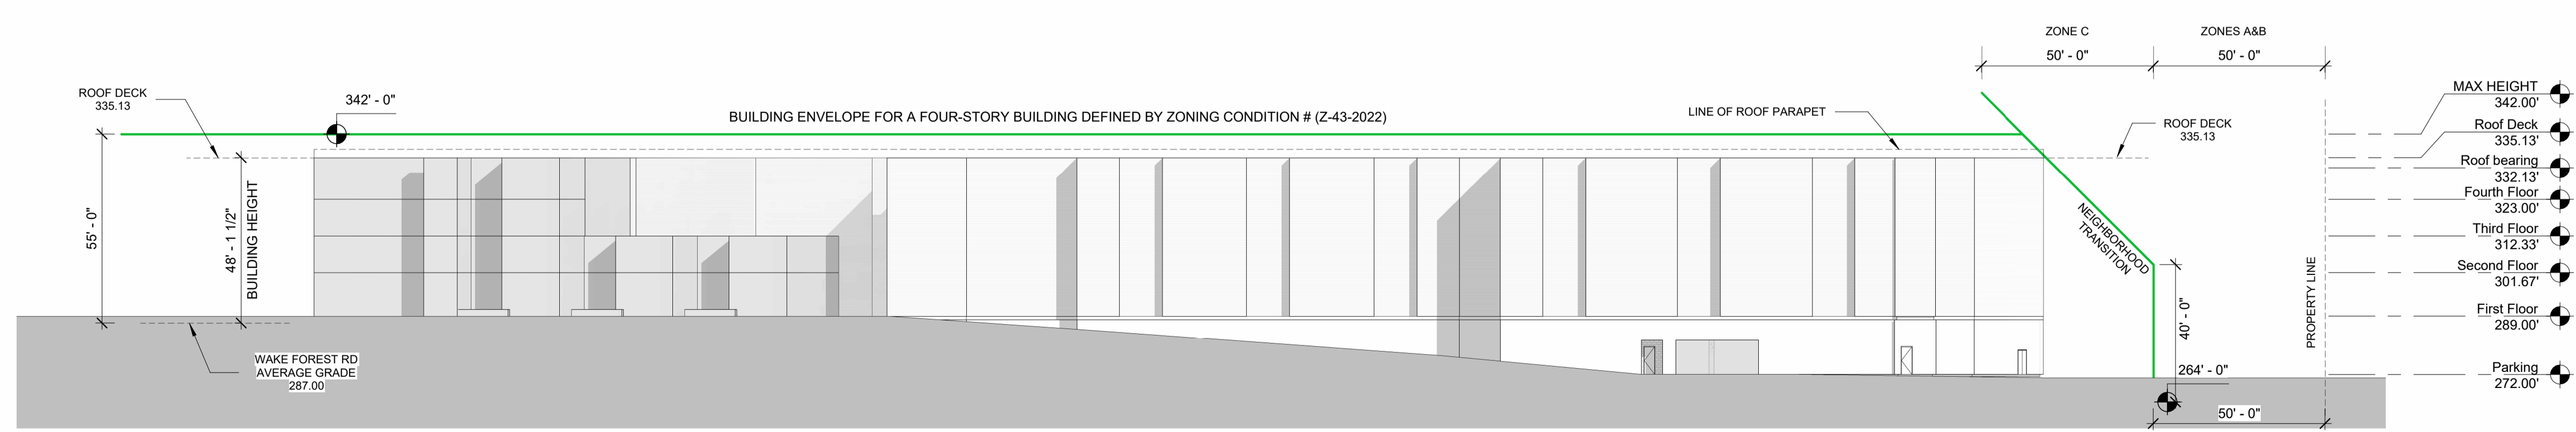 ZONE C
ZONES A&B
50' - 0"
50' - 0"
ROOF DECK
335.13
342' - 0"
BUILDING ENVELOPE FOR A FOUR-STORY BUILDING DEFINED BY ZONING CONDITION # (Z-43-2022)
LINE OF ROOF PARAPET
ROOF DECK
335.13
MAX HEIGHT
342.00'
Roof Deck
335.13'
Roof bearing
332.13'
Fourth Floor
323.00'
Third Floor
312.33'
Second Floor
301.67'
First Floor
289.00'
Parking
272.00'
55' - 0"
48' - 1 1/2"
BUILDING HEIGHT
NEIGHBORHOOD
TRANSITION
PROPERTY LINE
40' - 0"
WAKE FOREST RD
AVERAGE GRADE
287.00
264' - 0"
50' - 0"